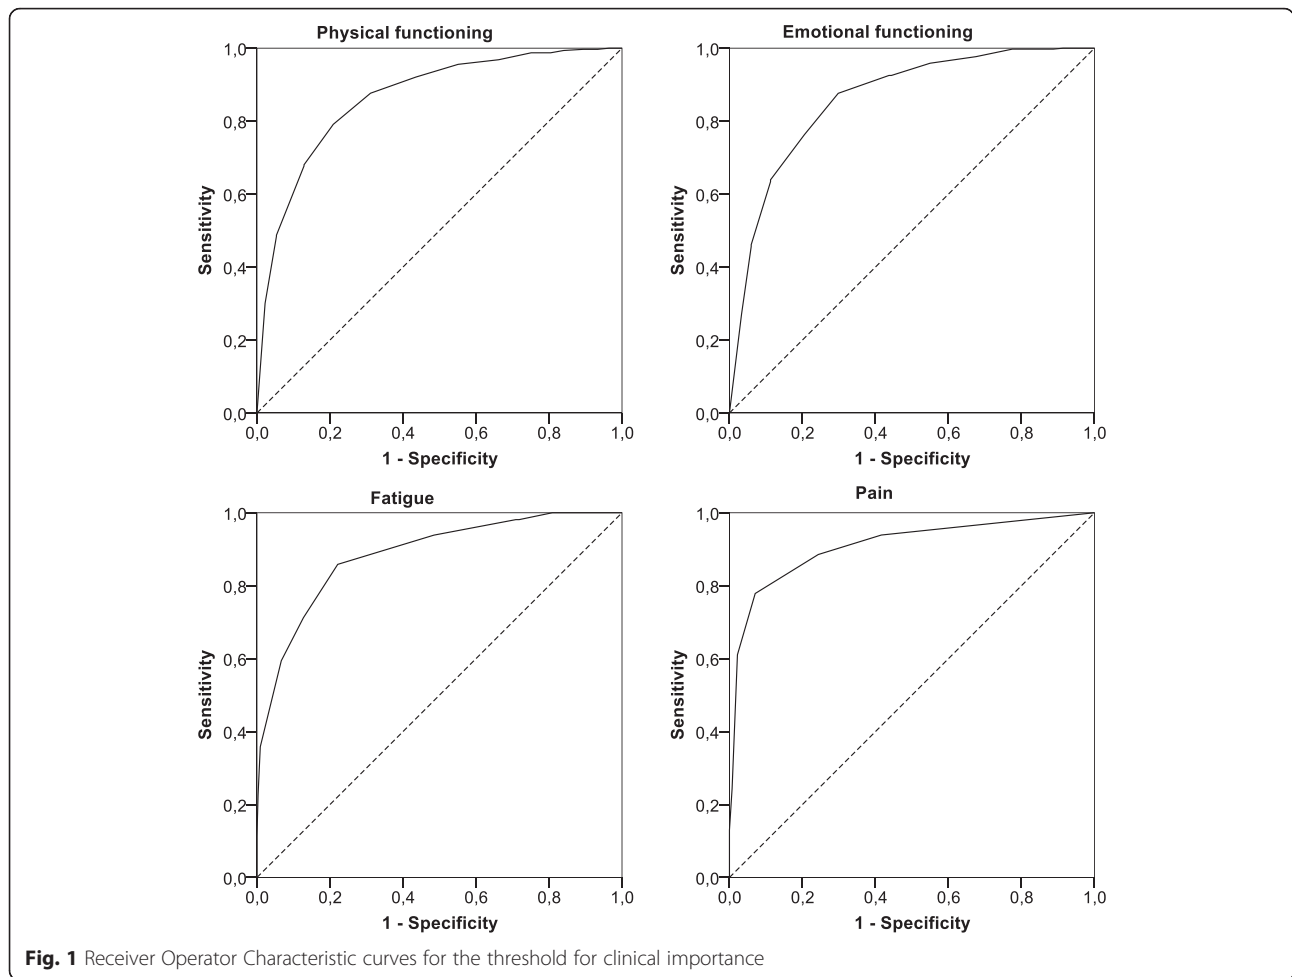 Physical functioning
1,0
0,8
0,6
0,4
0,2
0,0
Sensitivity
0,0 0,2 0,4 0,6 0,8 1,0
1 - Specificity
Emotional functioning
1,0
0,8
0,6
0,4
0,2
0,0
Sensitivity
0,0 0,2 0,4 0,6 0,8 1,0
1 - Specificity
Fatigue
1,0
0,8
0,6
0,4
0,2
0,0
Sensitivity
0,0 0,2 0,4 0,6 0,8 1,0
1 - Specificity
Pain
1,0
0,8
0,6
0,4
0,2
0,0
Sensitivity
0,0 0,2 0,4 0,6 0,8 1,0
1 - Specificity
Fig. 1 Receiver Operator Characteristic curves for the threshold for clinical importance